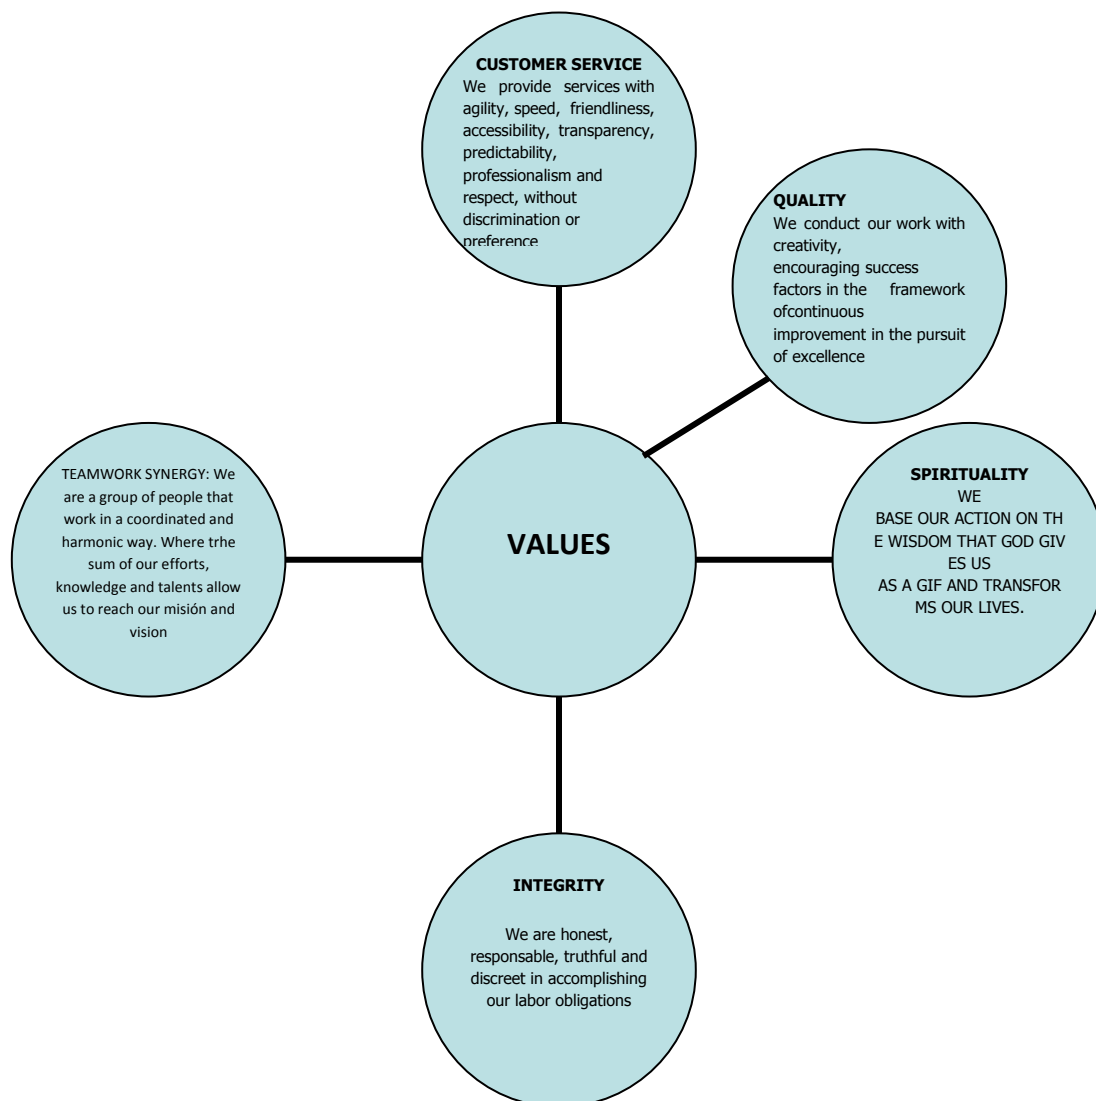 CUSTOMER SERVICE
We provide services with
agility, speed, friendliness,
accessibility, transparency,
predictability,
professionalism and
respect, without
discrimination or
preference
QUALITY
We conduct our work with
creativity,
encouraging success
factors in the framework
ofcontinuous
improvement in the pursuit
of excellence
TEAMWORK SYNERGY: We
are a group of people that
work in a coordinated and
harmonic way. Where trhe
sum of our efforts,
knowledge and talents allow
us to reach our misión and
vision
VALUES
SPIRITUALITY
WE
BASE OUR ACTION ON TH
E WISDOM THAT GOD GIV
ES US
AS A GIF AND TRANSFOR
MS OUR LIVES.
INTEGRITY
We are honest,
responsable, truthful and
discreet in accomplishing
our labor obligations